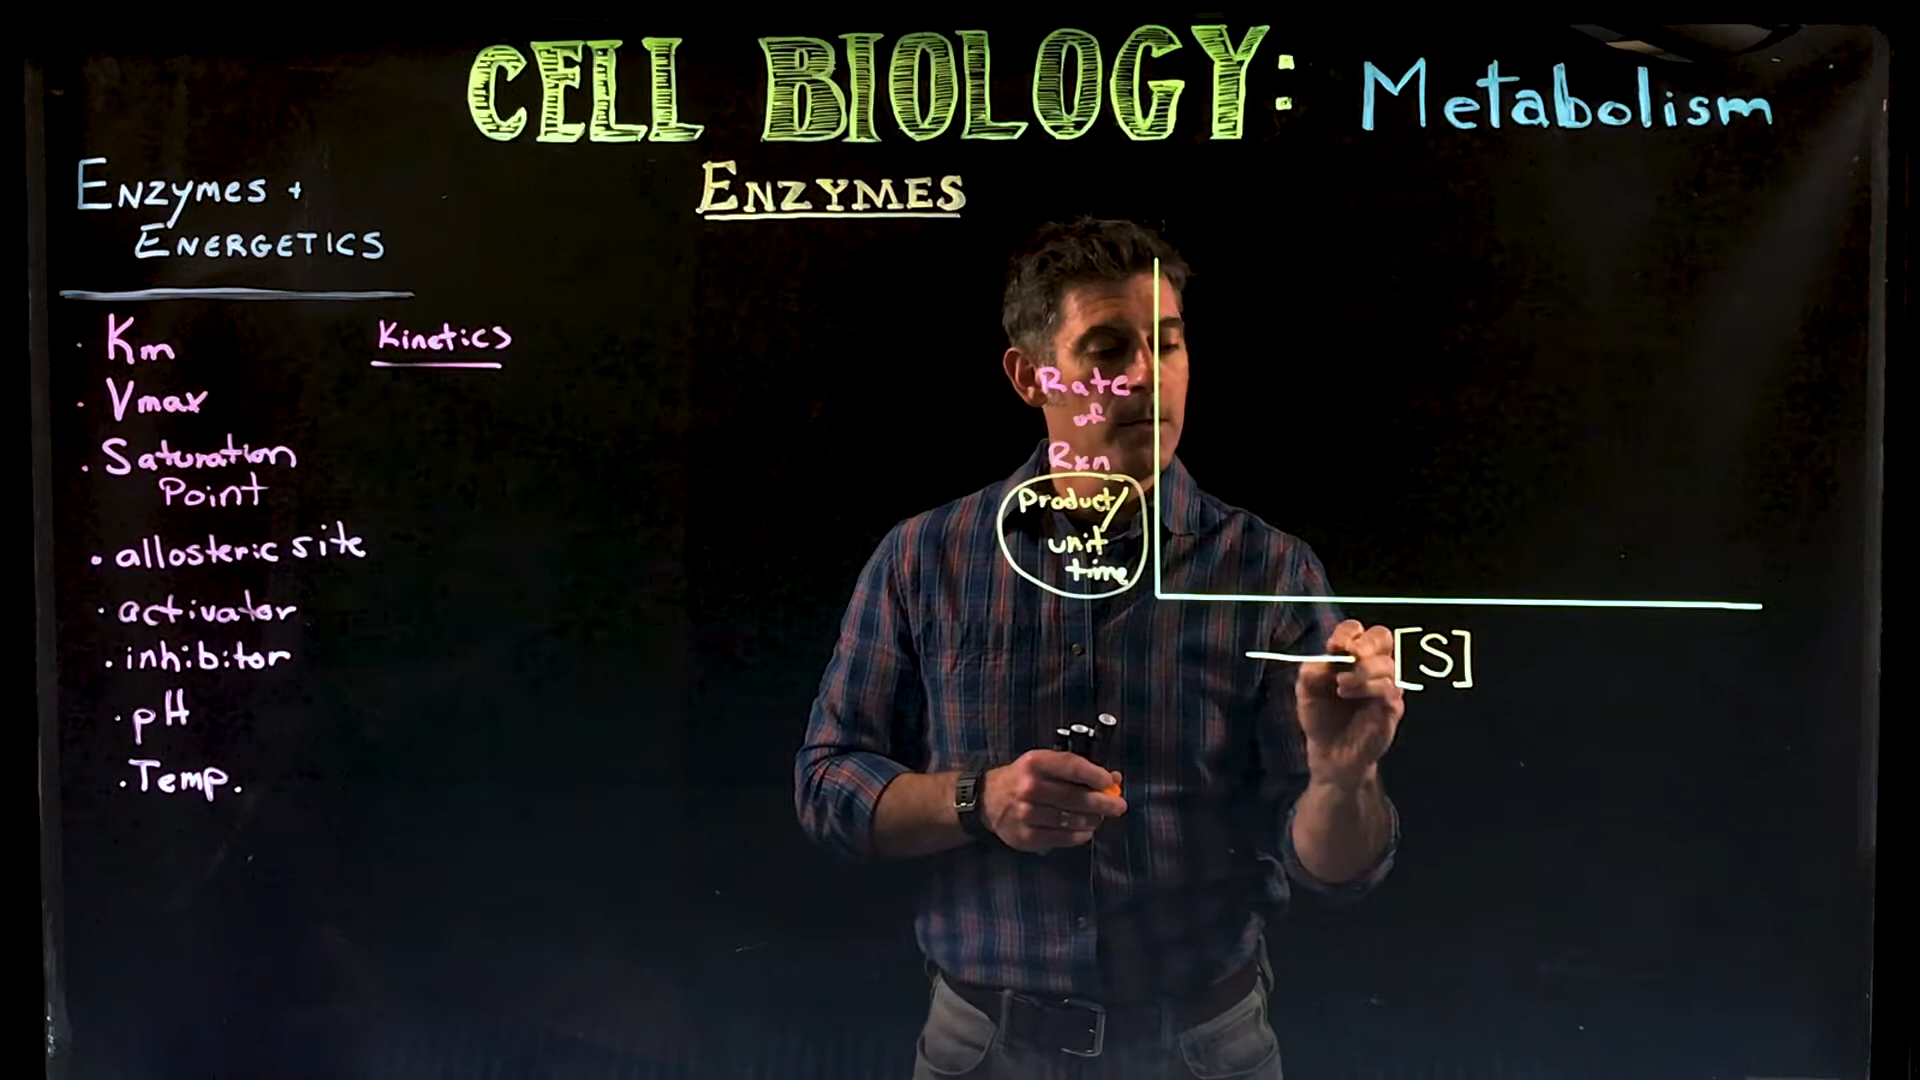 CELL BIOLOGY: Metabolism
ENZYMES
Enzymes +
ENERGETICS
Kinetics
· Km
· Vmax
· Saturation
Point
· allosteric site
· activator
· inhibitor
· pH
· Temp.
Rate
of
Rxn
Product/
unit
time
[S]